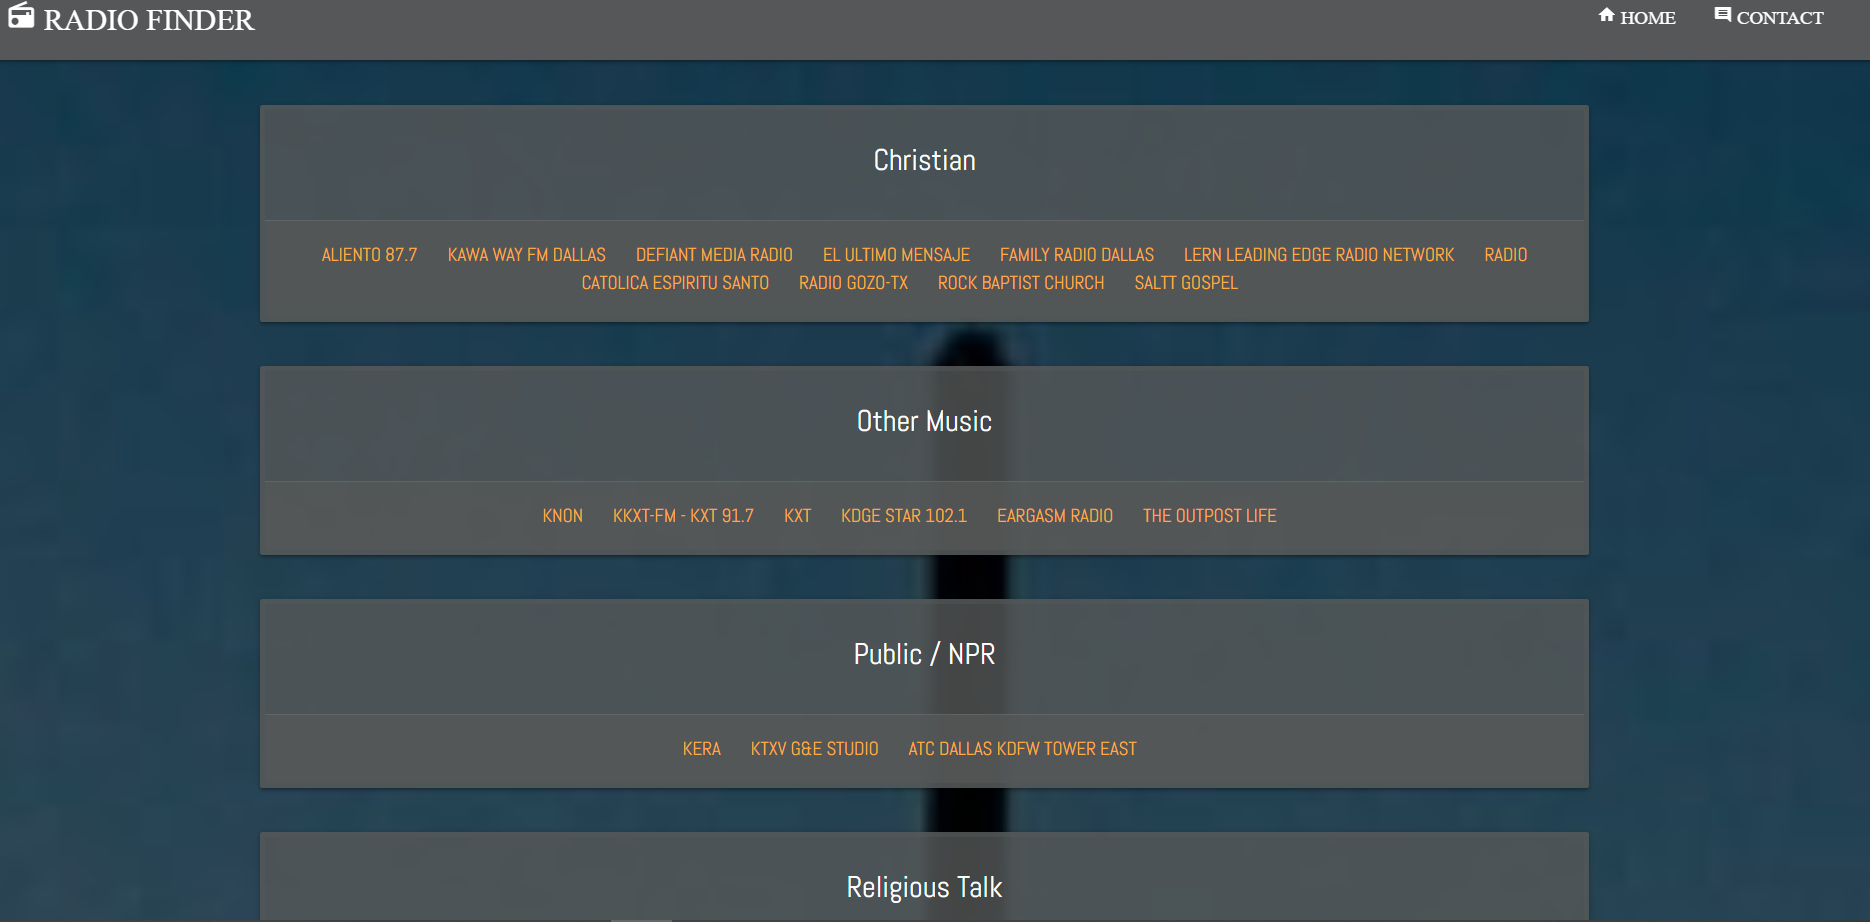 RADIO FINDER
HOME CONTACT
Christian
ALIENTO 87.7 KAWA WAY FM DALLAS DEFIANT MEDIA RADIO EL ULTIMO MENSAJE FAMILY RADIO DALLAS LERN LEADING EDGE RADIO NETWORK RADIO
CATOLICA ESPIRITU SANTO RADIO GOZO-TX ROCK BAPTIST CHURCH SALTT GOSPEL
Other Music
KNON KKXT-FM - KXT 91.7 KXT KDGE STAR 102.1 EARGASM RADIO THE OUTPOST LIFE
Public / NPR
KERA KTXV G&E STUDIO ATC DALLAS KDFW TOWER EAST
Religious Talk